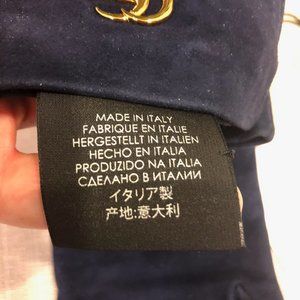 MADE IN ITALY
FABRIQUE EN ITALIE
HERGESTELLT IN ITALIEN
HECHO EN ITALIA
PRODUZIDO NA ITALIA
СДЕЛАНО В ИТАЛИИ
イタリア製
产地:意大利